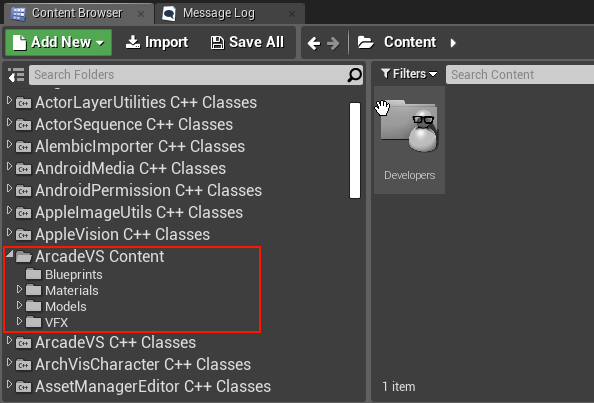 Content Browser
Message Log
Add New
Import
Save All
Content
Search Folders
Filters
Search Content
ActorLayerUtilities C++ Classes
ActorSequence C++ Classes
AlembicImporter C++ Classes
AndroidMedia C++ Classes
AndroidPermission C++ Classes
AppleImageUtils C++ Classes
AppleVision C++ Classes
ArcadeVS Content
Blueprints
Materials
Models
VFX
ArcadeVS C++ Classes
ArchVisCharacter C++ Classes
AssetManagerEditor C++ Classes
Developers
1 item